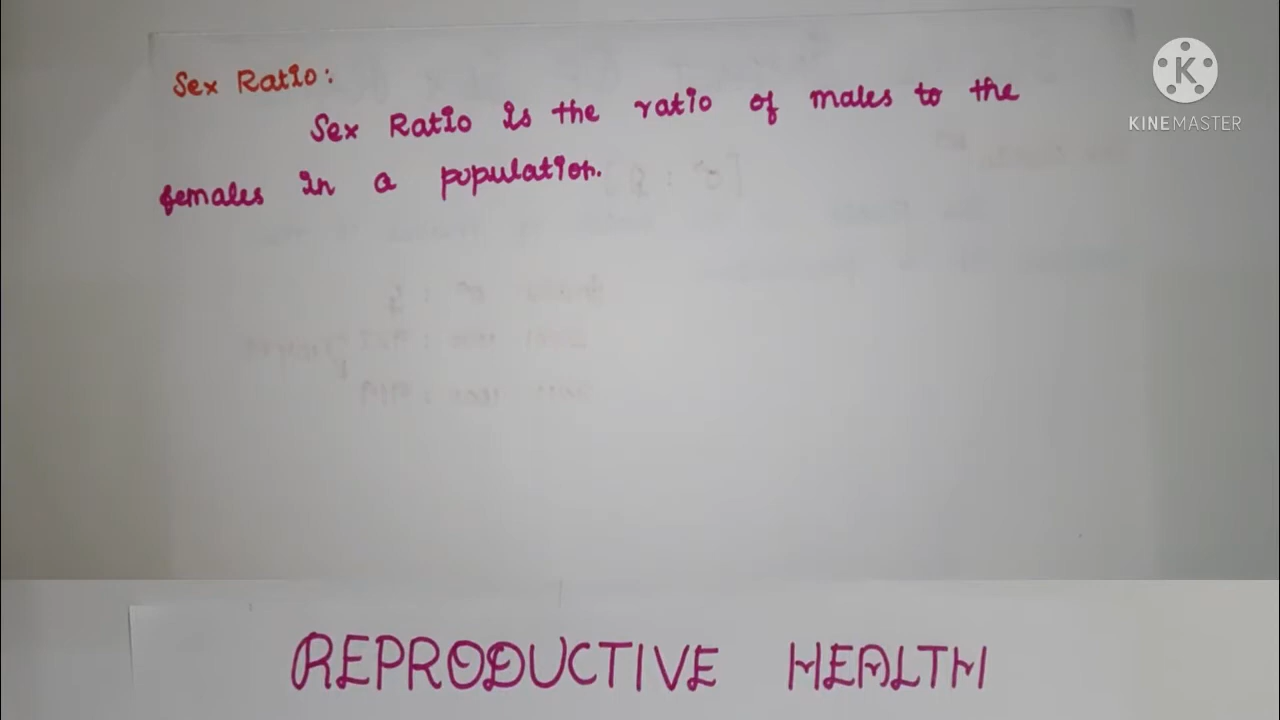 Sex Ratio:
Sex Ratio is the ratio of males to the
females in a population.
KINEMASTER
REPRODUCTIVE HEALTH